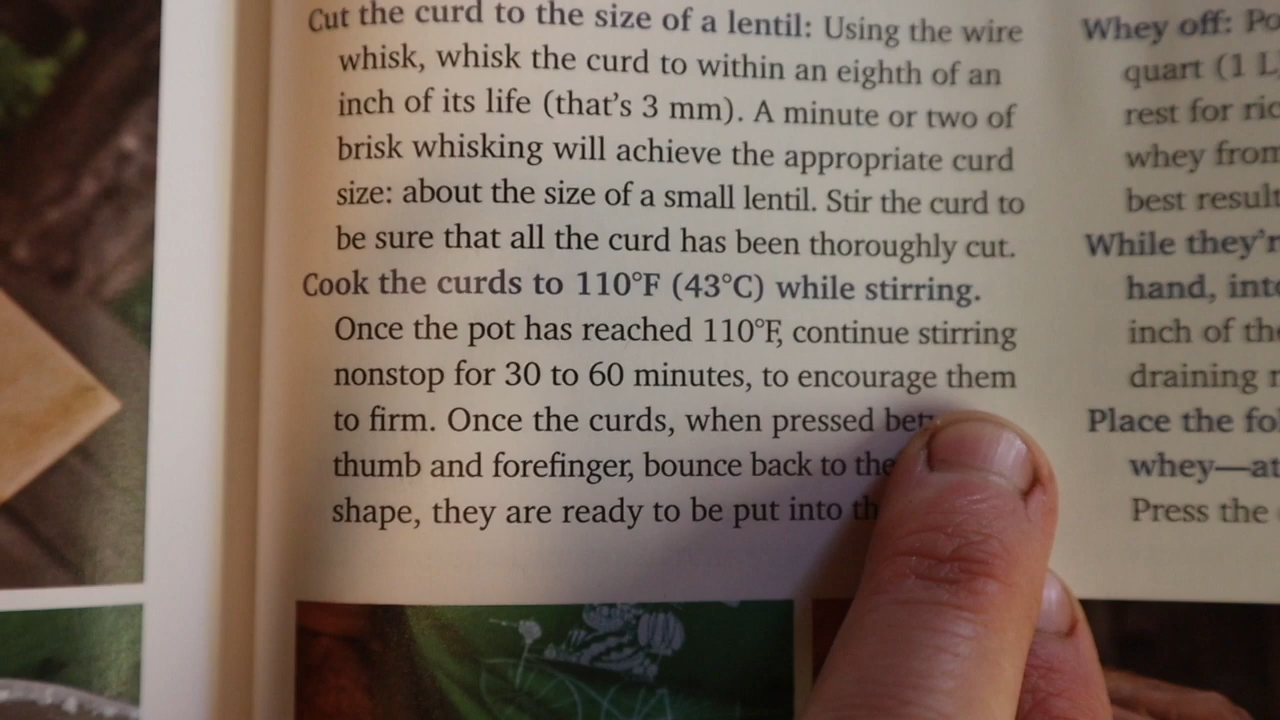 Cut the curd to the size of a lentil: Using the wire
whisk, whisk the curd to within an eighth of an
inch of its life (that's 3 mm). A minute or two of
brisk whisking will achieve the appropriate curd
size: about the size of a small lentil. Stir the curd to
be sure that all the curd has been thoroughly cut.
Cook the curds to 110°F (43°C) while stirring.
Once the pot has reached 110°F, continue stirring
nonstop for 30 to 60 minutes, to encourage them
to firm. Once the curds, when pressed
thumb and forefinger, bounce back to
shape, they are ready to be put into
Whey off:
quart (1 L)
rest for
whey from
best
While
hand,
inch of
draining
Place the
whey—at
Press the